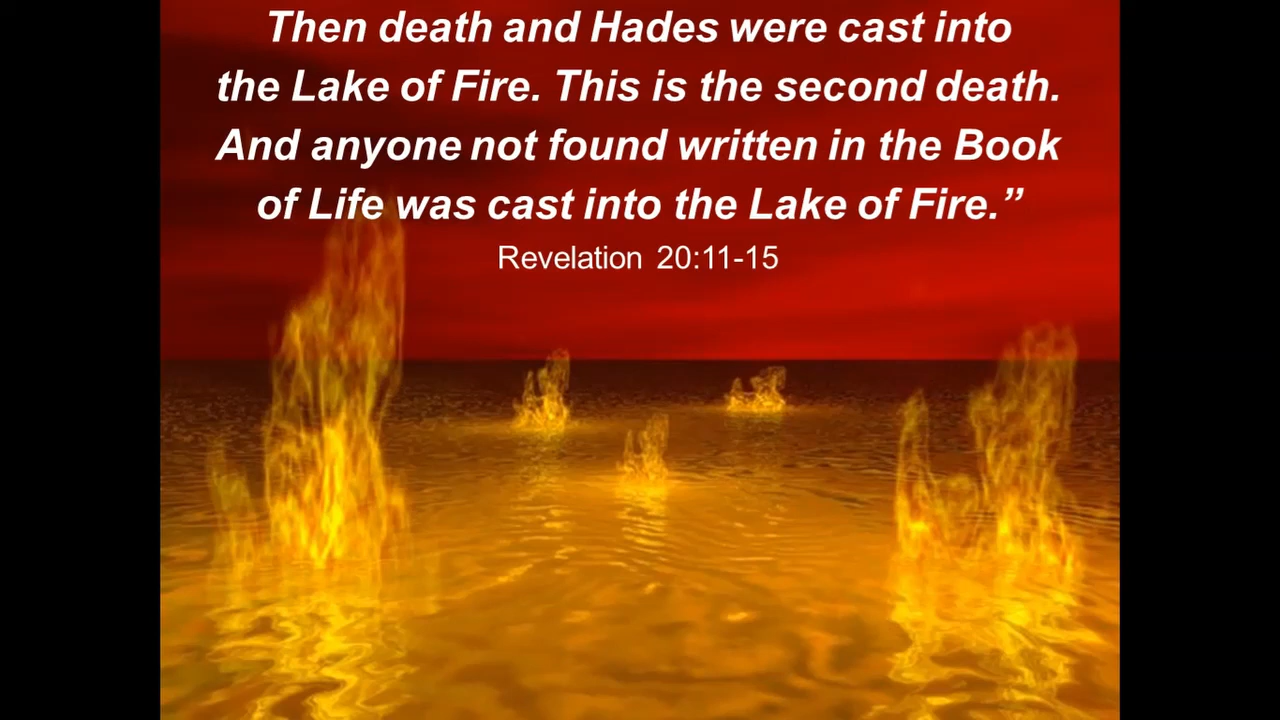 Then death and Hades were cast into
the Lake of Fire. This is the second death.
And anyone not found written in the Book
of Life was cast into the Lake of Fire.”
Revelation 20:11-15